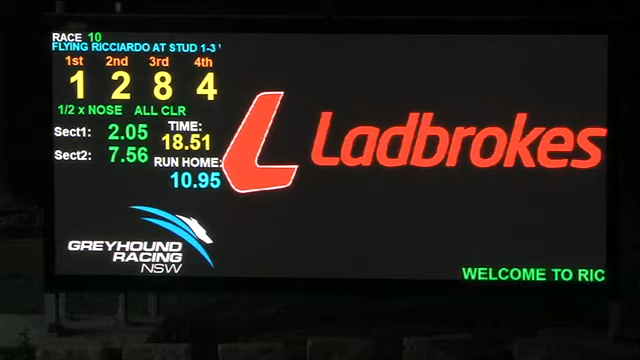 RACE 10
FLYING RICCIARDO AT STUD 1-3
1st 2nd 3rd 4th
1 2 8 4
1/2 x NOSE ALL CLR
Sect1: 2.05
TIME:
18.51
Sect2: 7.56
RUN HOME:
10.95
Ladbrokes
GREYHOUND
RACING
NSW
WELCOME TO RIC